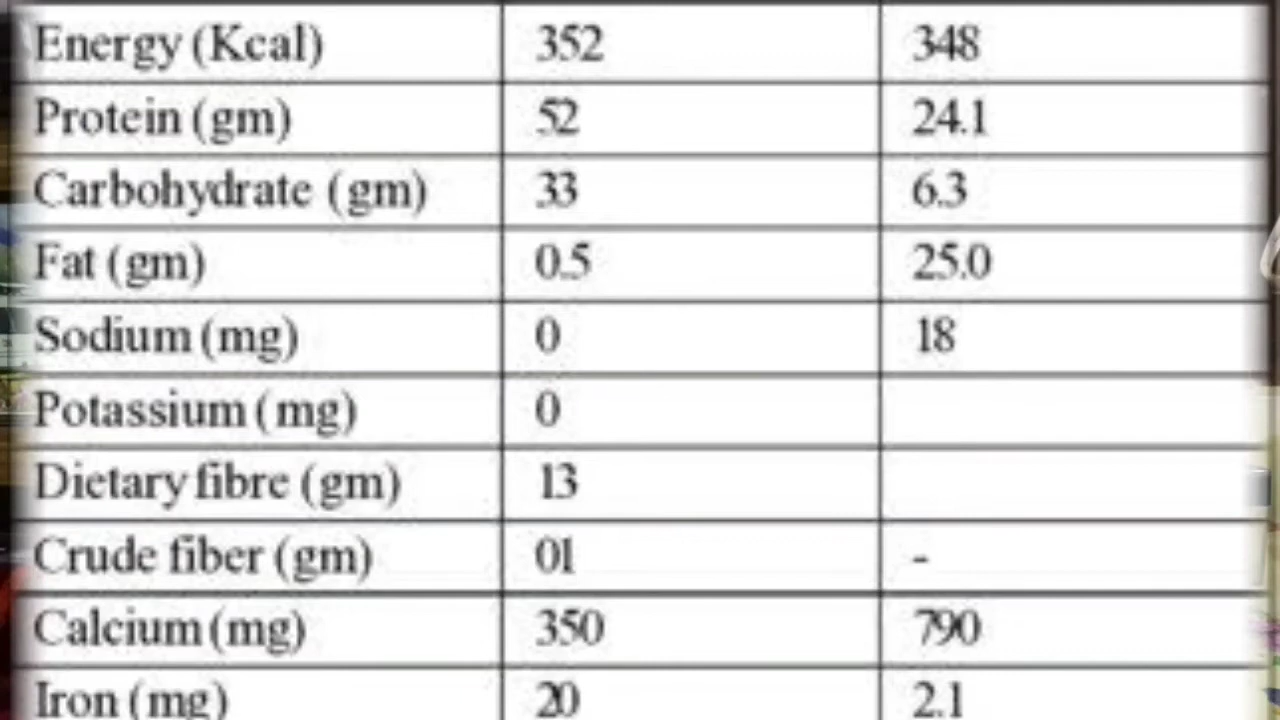 Energy (Kcal) 352 348
Protein (gm) 52 24.1
Carbohydrate (gm) 33 6.3
Fat (gm) 0.5 25.0
Sodium (mg) 0 18
Potassium (mg) 0
Dietary fibre (gm) 13
Crude fiber (gm) 01 -
Calcium (mg) 350 790
Iron (mg) 20 2.1